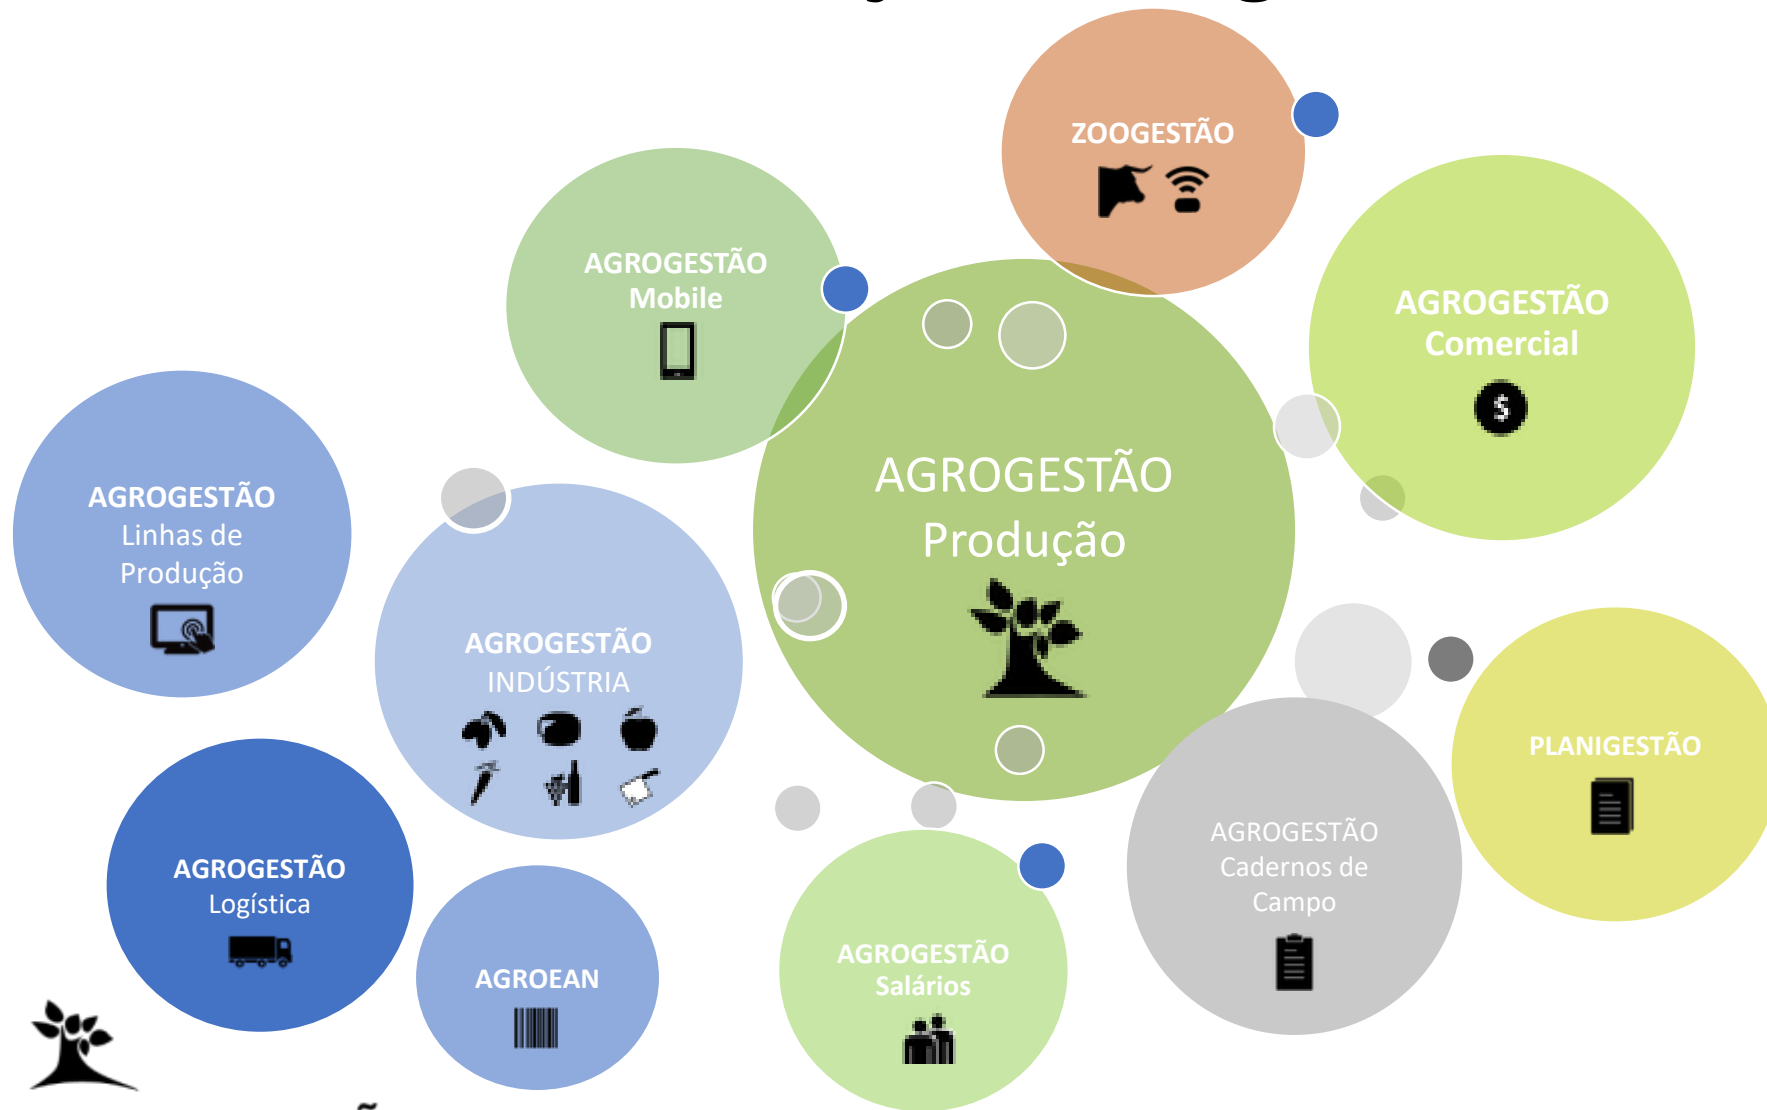 ZOOGESTÃO
AGROGESTÃO
Mobile
AGROGESTÃO
Comercial
AGROGESTÃO
Produção
AGROGESTÃO
Linhas de
Produção
AGROGESTÃO
INDÚSTRIA
PLANIGESTÃO
AGROGESTÃO
Cadernos de
Campo
AGROGESTÃO
Logística
AGROEAN
AGROGESTÃO
Salários
$